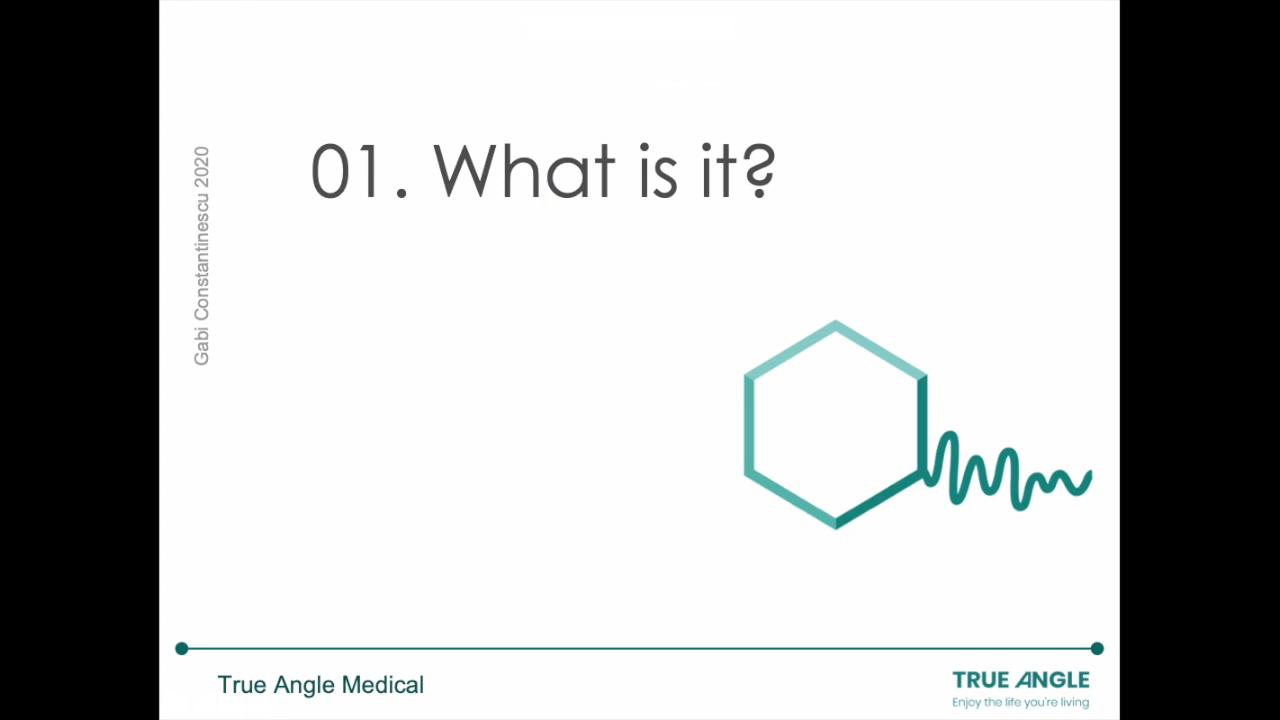 01. What is it?
Gabi Constantinescu 2020
True Angle Medical
TRUE ANGLE
Enjoy the life you're living